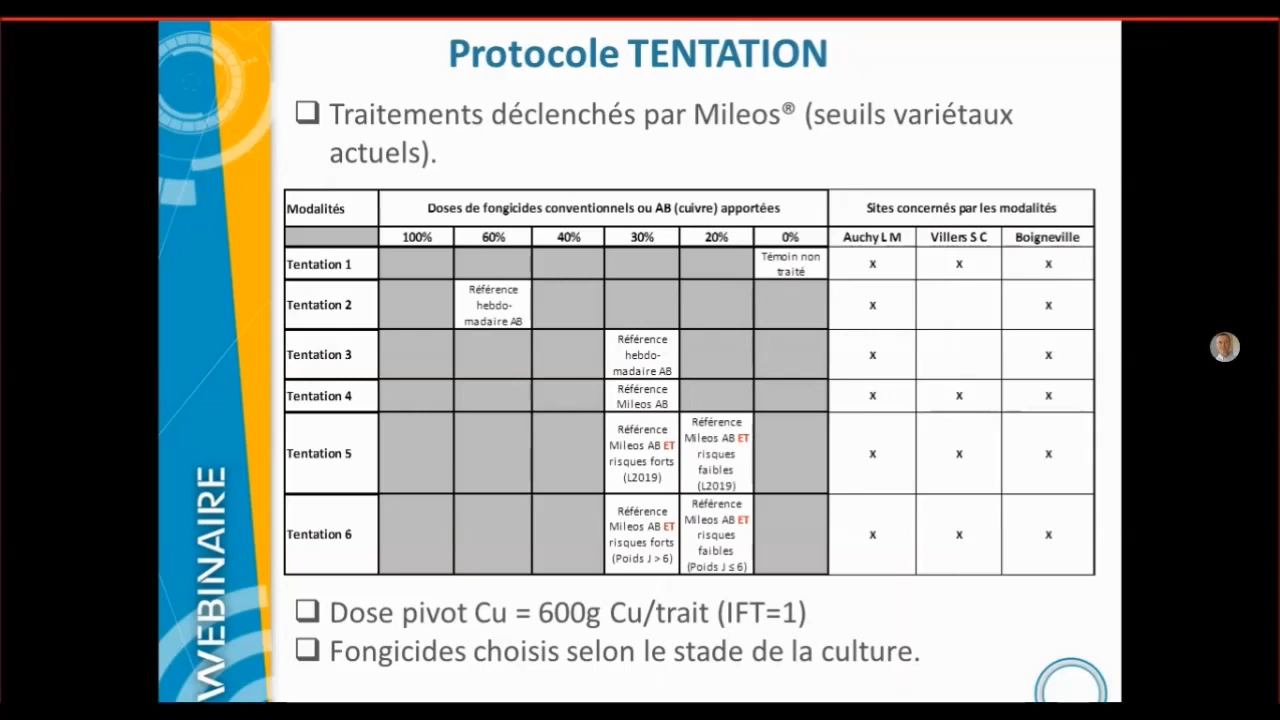 Protocole TENTATION
❑ Traitements déclenchés par Mileos® (seuils variétaux
actuels).
Modalités
Doses de fongicides conventionnels ou AB (cuivre) apportées
Sites concernés par les modalités
100% 60% 40% 30% 20% 0% Auchy L M Villers S C Boigneville
Tentation 1
Témoin non
traité
x x x
Tentation 2
Référence
hebdo-
madaire AB
x x
Tentation 3
Référence
hebdo-
madaire AB
x x
Tentation 4
Référence
Mileos AB
x x x
Tentation 5
Référence
Mileos AB ET
risques forts
(L2019)
Référence
Mileos AB ET
risques
faibles
(L2019)
x x x
Tentation 6
Référence
Mileos AB ET
risques forts
(Poids J > 6)
Référence
Mileos AB ET
risques
faibles
(Poids J ≤ 6)
x x x
❑ Dose pivot Cu = 600g Cu/trait (IFT=1)
❑ Fongicides choisis selon le stade de la culture.
WEBINAIRE